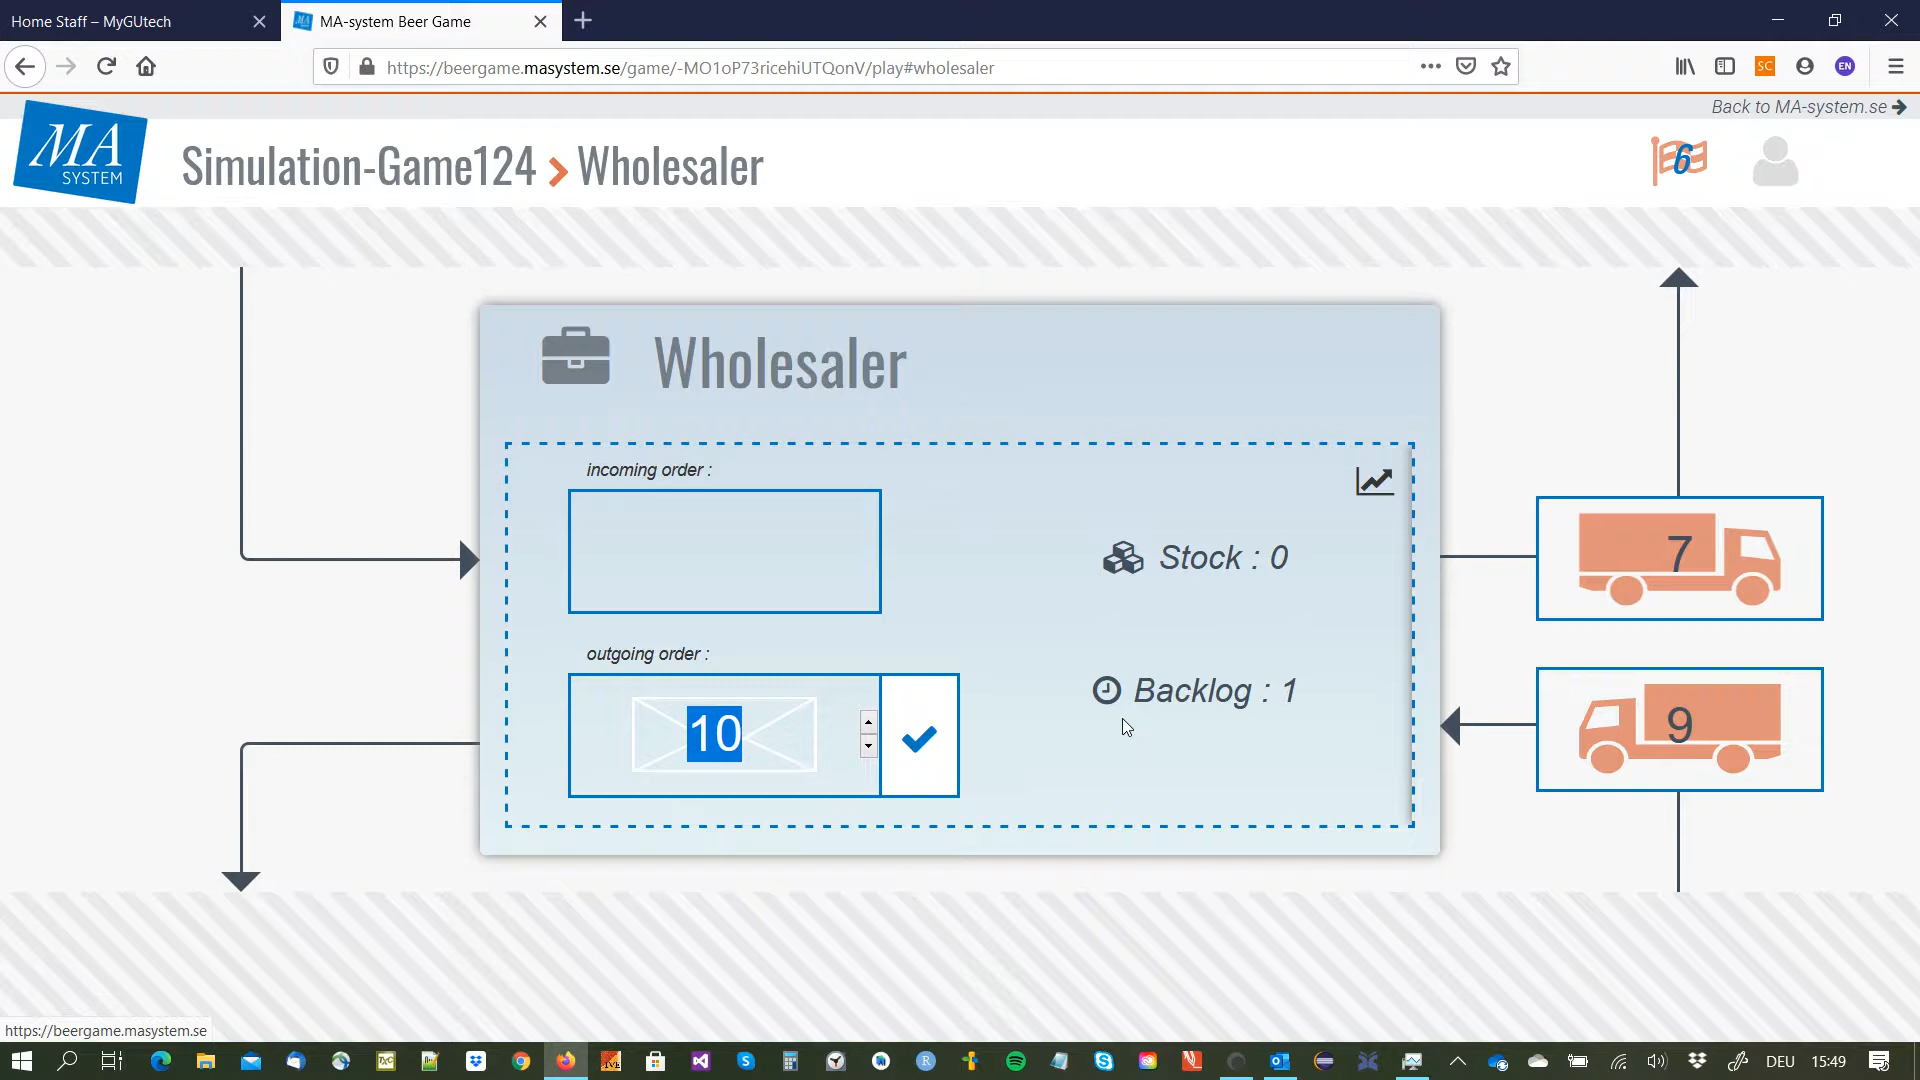 Home Staff – MyGUtech
MA-system Beer Game
https://beergame.masystem.se/game/-MO1oP73ricehiUTQonV/play#wholesaler
SC
EN
Back to MA-system.se
MA
SYSTEM
Simulation-Game124 Wholesaler
6
Wholesaler
incoming order :
Stock : 0
7
outgoing order :
10
Backlog : 1
9
https://beergame.masystem.se
DEU
15:49